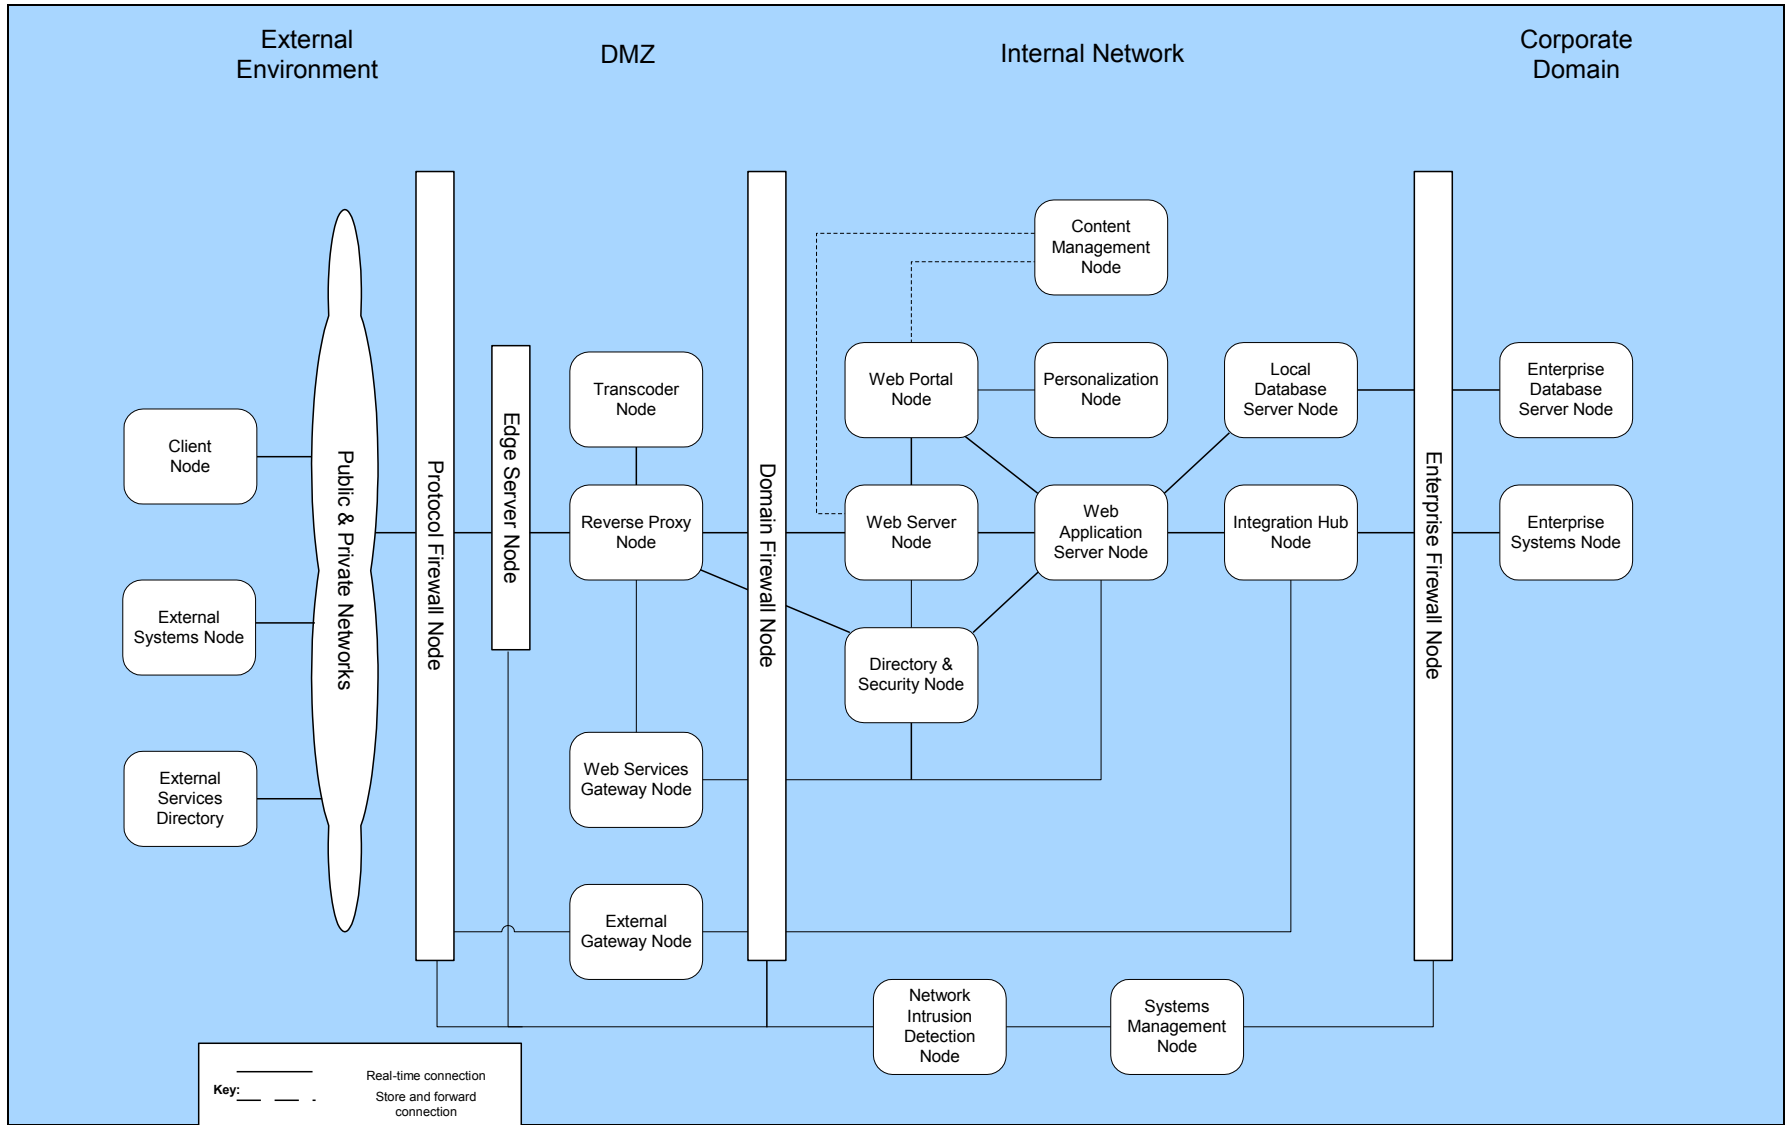 External
Environment
DMZ
Internal Network
Corporate
Domain
Content
Management
Node
Transcoder
Node
Web Portal
Node
Personalization
Node
Local
Database
Server Node
Enterprise
Database
Server Node
Client
Node
Public & Private Networks
Protocol Firewall Node
Edge Server Node
Reverse Proxy
Node
Domain Firewall Node
Web Server
Node
Web
Application
Server Node
Integration Hub
Node
Enterprise Firewall Node
Enterprise
Systems Node
External
Systems Node
Directory &
Security Node
External
Services
Directory
Web Services
Gateway Node
External
Gateway Node
Network
Intrusion
Detection
Node
Systems
Management
Node
Key:
Real-time connection
Store and forward
connection